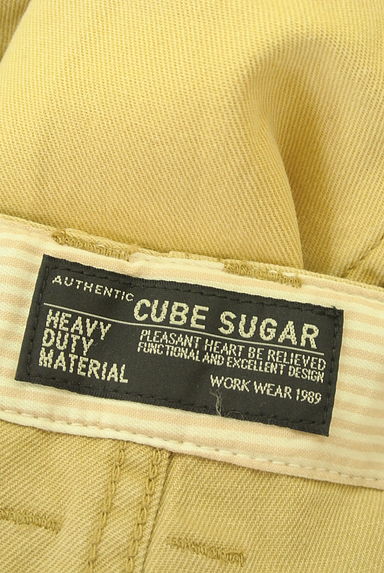 AUTHENTIC CUBE SUGAR
HEAVY
DUTY
MATERIAL
PLEASANT HEART BE RELIEVED
FUNCTIONAL AND EXCELLENT DESIGN
WORK WEAR 1989